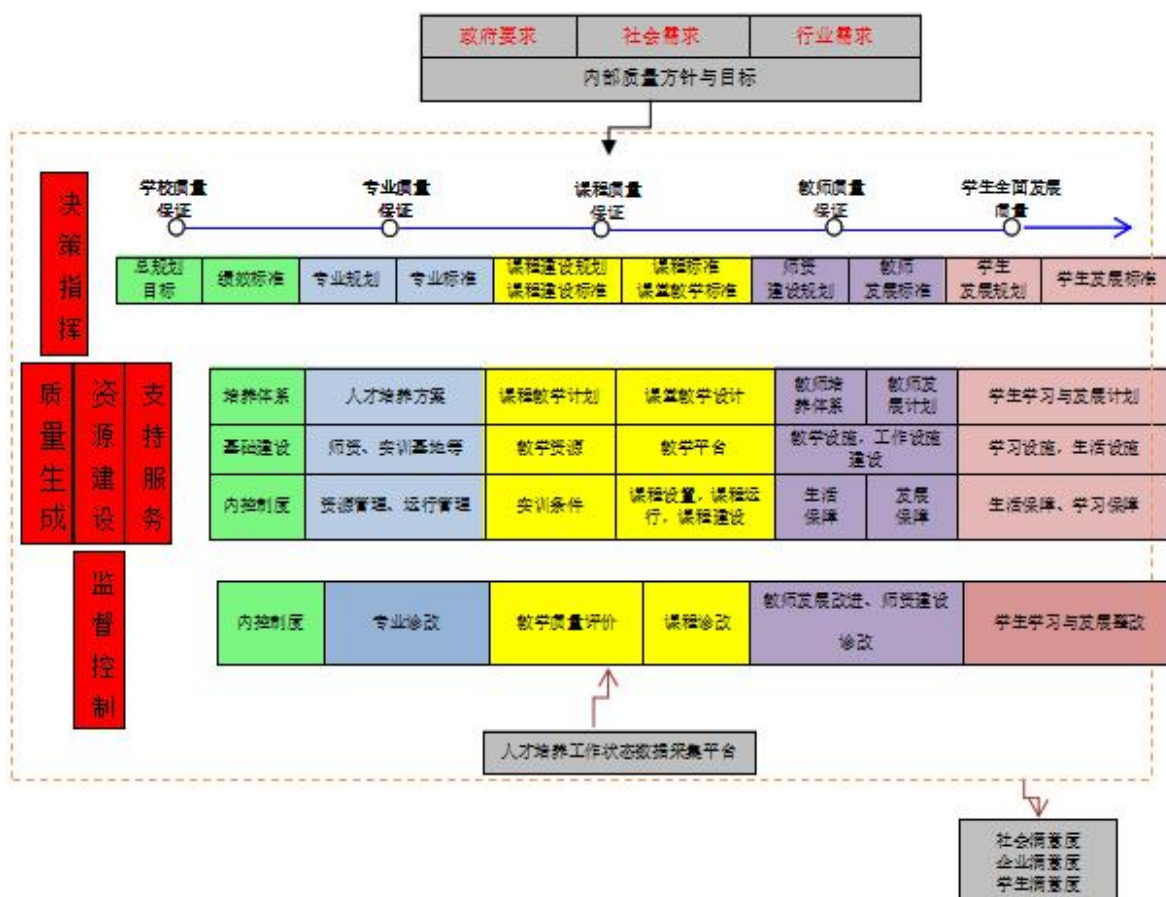 政府要求 社会需求 行业需求
内部质量方针与目标
学校质量
保证
专业质量
保证
课程质量
保证
教师质量
保证
学生全面发展
质量
决策指挥
总规划
目标
绩效标准
专业规划
专业标准
课程建设规划
课程建设标准
课程标准
课堂教学标准
师资
建设规划
教师
发展标准
学生
发展规划
学生发展标准
质量生成
资源建设
支持服务
培养体系
人才培养方案
课程教学计划
课堂教学设计
教师培
养体系
教师发
展计划
学生学习与发展计划
基础建设
师资、实训基地等
教学资源
教学平台
教学设施,工作设施
建设
学习设施,生活设施
内控制度
资源管理、运行管理
实训条件
课程设置,课程运
行,课程建设
生活
保障
发展
保障
生活保障、学习保障
监督控制
内控制度
专业诊改
教学质量评价
课程诊改
教师发展改进、师资建设
诊改
学生学习与发展整改
人才培养工作状态数据采集平台
社会满意度
企业满意度
学生满意度